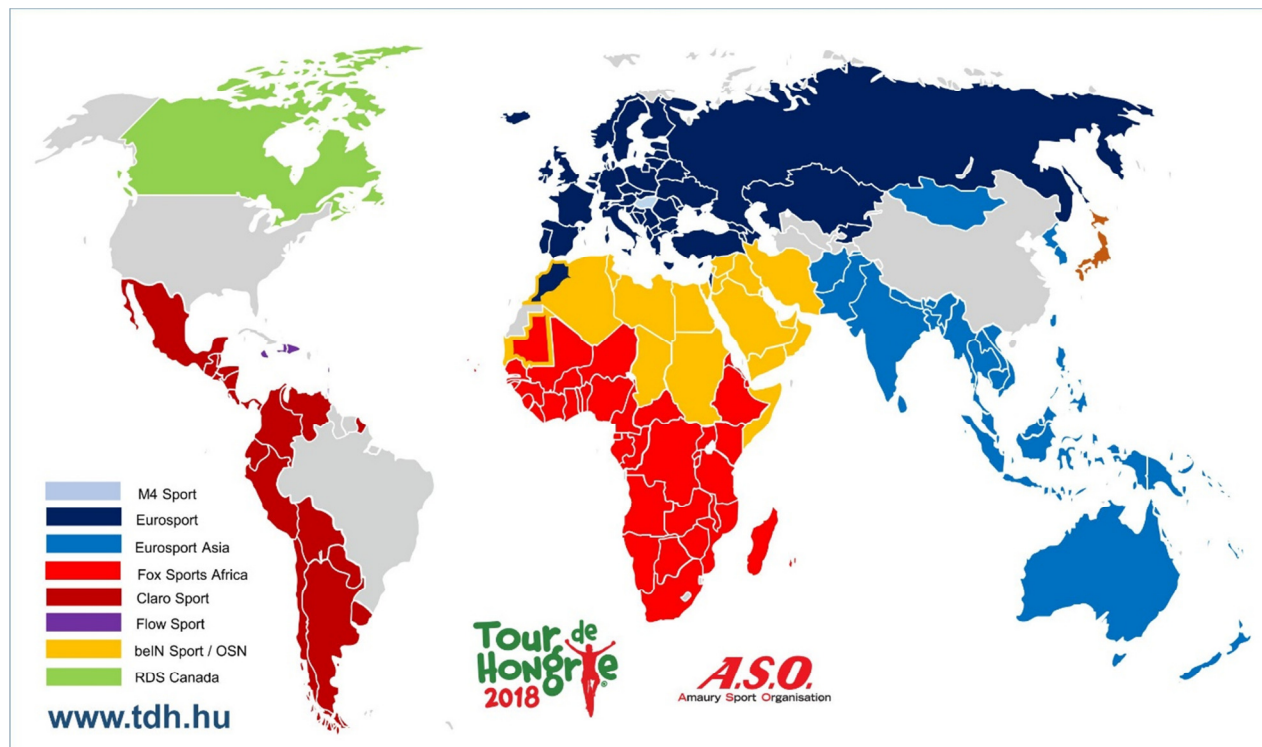 M4 Sport
Eurosport
Eurosport Asia
Fox Sports Africa
Claro Sport
Flow Sport
beIN Sport / OSN
RDS Canada
www.tdh.hu
Tour de
Hongrie
2018
A.S.O.
Amaury Sport Organisation